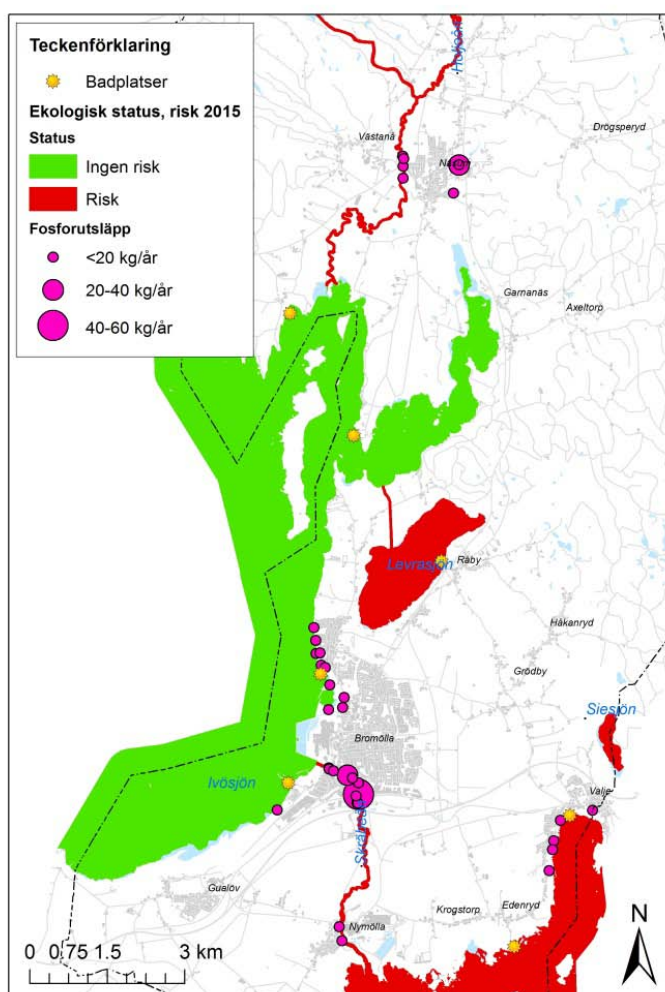 Teckenförklaring
Badplatser
Ekologisk status, risk 2015
Status
Ingen risk
Risk
Fosforutsläpp
<20 kg/år
20-40 kg/år
40-60 kg/år
Västanå
Drögsperyd
Garnanäs
Axeltorp
Levrasjön
Råby
Håkanryd
Grödby
Siesjön
Bromölla
Ivösjön
Valje
Gualöv
Krogstorp
Edenryd
Nymölla
N
0 0.75 1.5 3 km